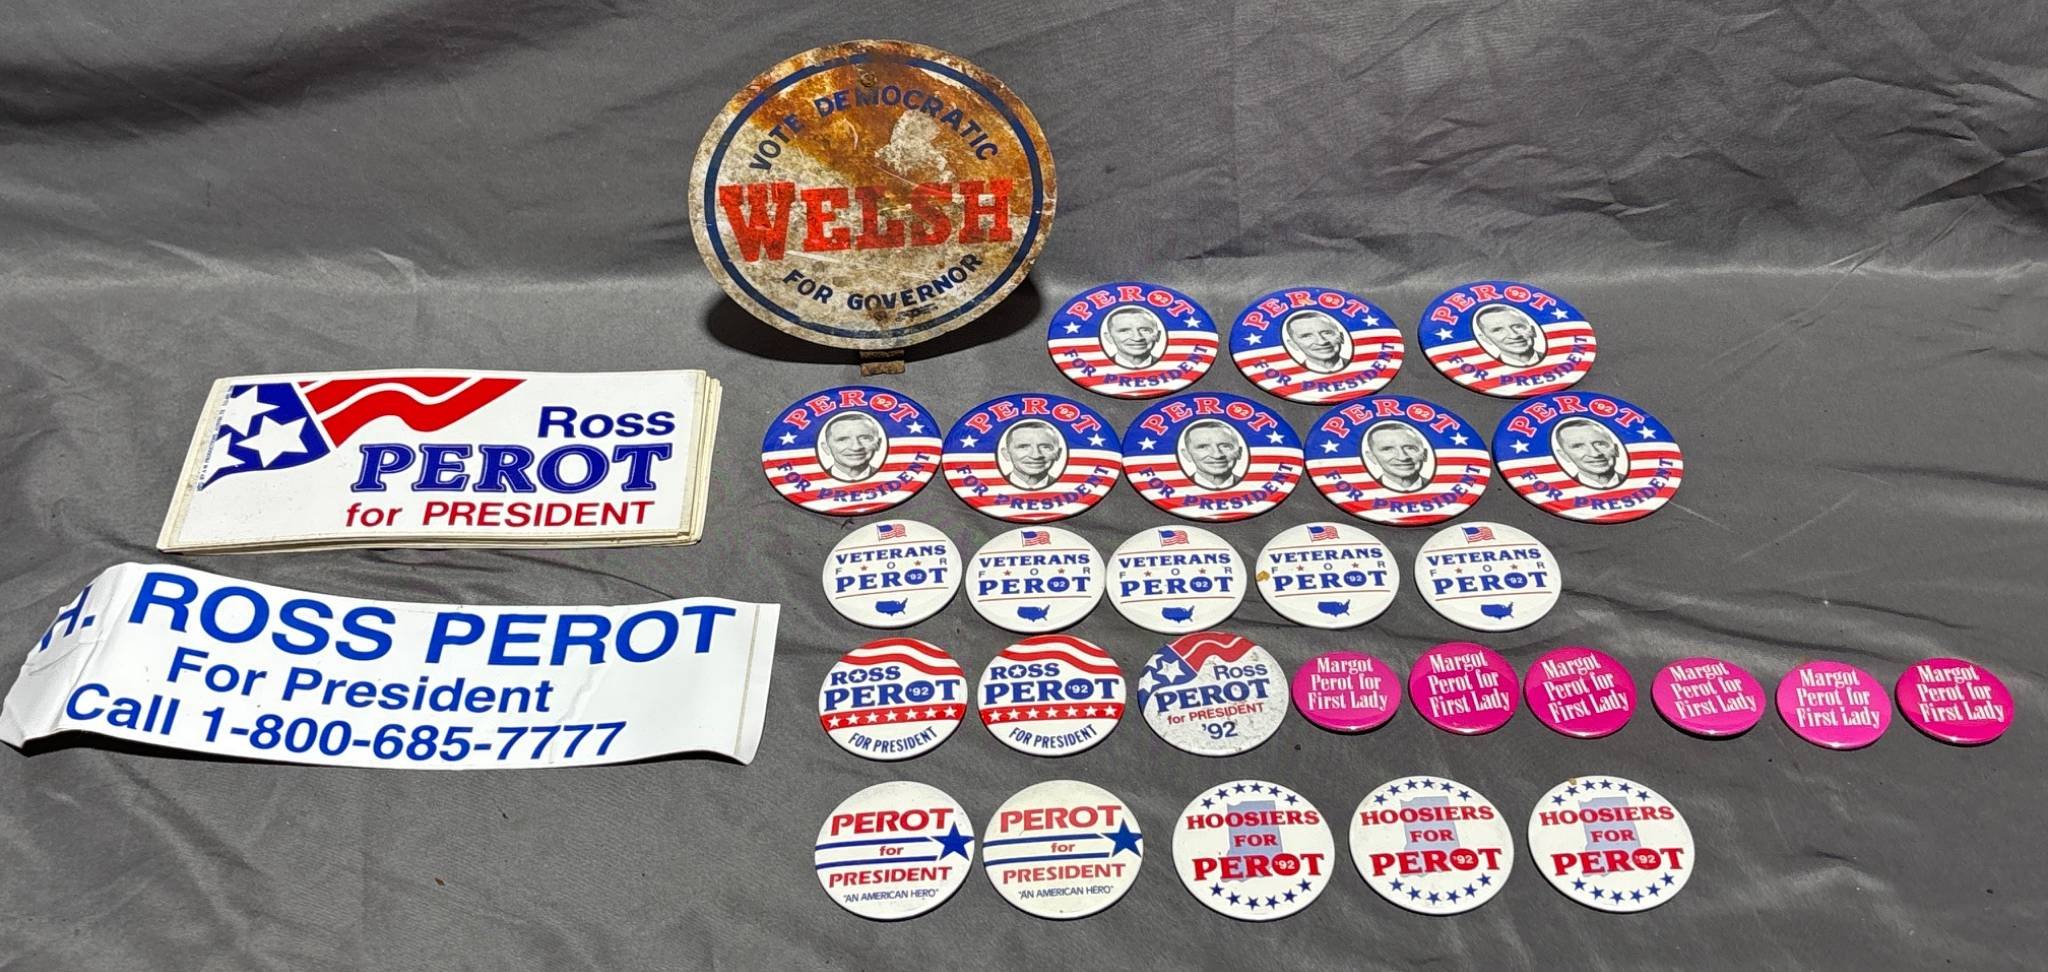 VOTE DEMOCRATIC
WELSH
FOR GOVERNOR
Ross
PEROT
for PRESIDENT
H. ROSS PEROT
For President
Call 1-800-685-7777
PEROT '92
FOR PRESIDENT
PEROT '92
FOR PRESIDENT
PEROT '92
FOR PRESIDENT
PEROT '92
FOR PRESIDENT
PEROT '92
FOR PRESIDENT
PEROT '92
FOR PRESIDENT
PEROT '92
FOR PRESIDENT
PEROT '92
FOR PRESIDENT
VETERANS
FOR
PEROT '92
VETERANS
FOR
PEROT '92
VETERANS
FOR
PEROT '92
VETERANS
FOR
PEROT '92
VETERANS
FOR
PEROT '92
ROSS
PEROT '92
FOR PRESIDENT
ROSS
PEROT '92
FOR PRESIDENT
Ross
PEROT
for PRESIDENT
'92
Margot
Perot for
First Lady
Margot
Perot for
First Lady
Margot
Perot for
First Lady
Margot
Perot for
First Lady
Margot
Perot for
First Lady
Margot
Perot for
First Lady
PEROT
for
PRESIDENT
"AN AMERICAN HERO"
PEROT
for
PRESIDENT
"AN AMERICAN HERO"
HOOSIERS
FOR
PEROT '92
HOOSIERS
FOR
PEROT '92
HOOSIERS
FOR
PEROT '92